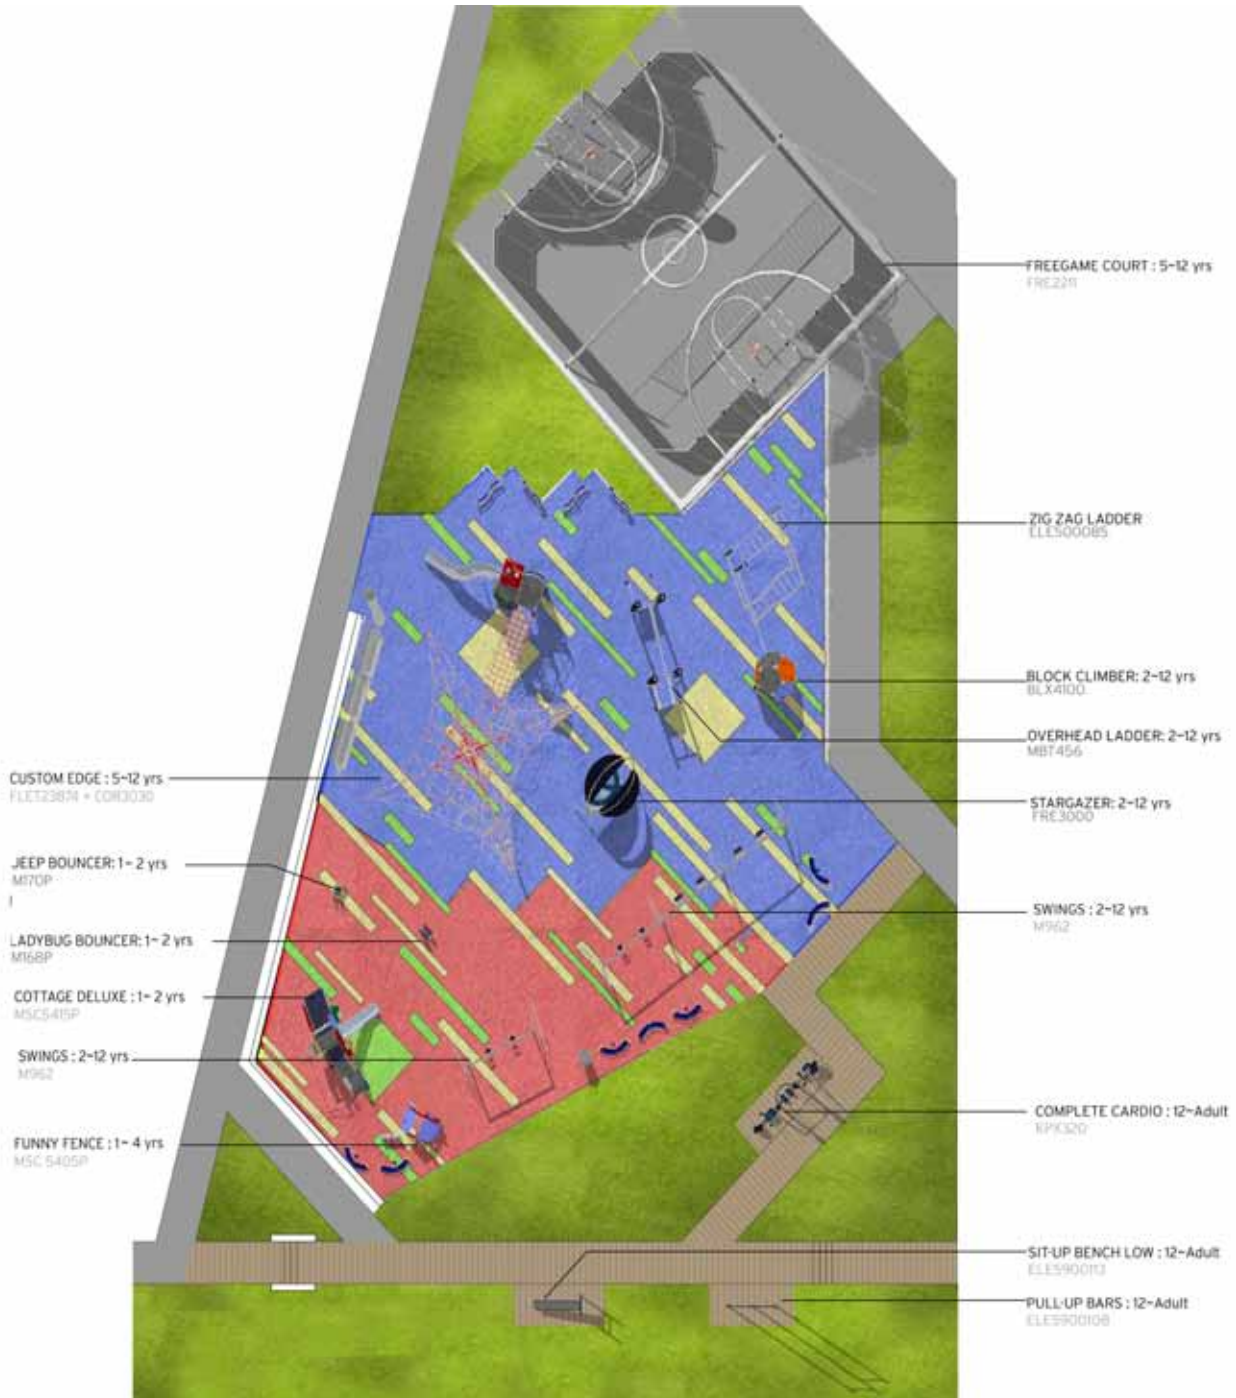 FREEGAME COURT : 5-12 yrs
FRE2211
ZIG ZAG LADDER
ELE500085
BLOCK CLIMBER: 2-12 yrs
BLX4100
OVERHEAD LADDER: 2-12 yrs
MBT456
STARGAZER: 2-12 yrs
FRE3000
SWINGS : 2-12 yrs
M962
COMPLETE CARDIO : 12-Adult
KPX320
SIT-UP BENCH LOW : 12-Adult
ELE5900113
PULL-UP BARS : 12-Adult
ELE5900108
CUSTOM EDGE : 5-12 yrs
FLET23874 + COR3030
JEEP BOUNCER: 1- 2 yrs
M170P
LADYBUG BOUNCER: 1- 2 yrs
M168P
COTTAGE DELUXE : 1- 2 yrs
MSC5415P
SWINGS : 2-12 yrs
M962
FUNNY FENCE : 1- 4 yrs
MSC 5405P